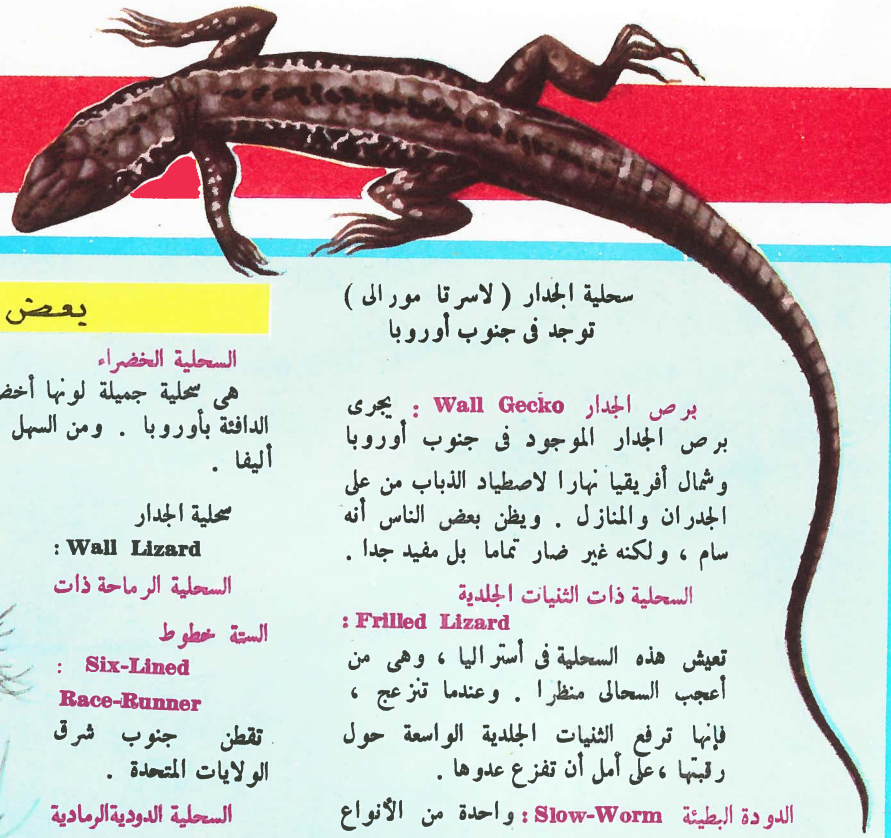 سحلية الجدار ( لاسرتا مورالى )
توجد فى جنوب أوروبا
برص الجدار Wall Gecko : يجرى
برص الجدار الموجود فى جنوب أوروبا
وشمال أفريقيا نهارا لاصطياد الذباب من على
الجدران والمنازل . ويظن بعض الناس أنه
سام ، ولكنه غير ضار تماما بل مفيد جدا .
السحلية ذات الثنيات الجلدية
Frilled Lizard :
تعيش هذه السحلية فى أستراليا ، وهى من
أعجب السحالى منظرا . وعندما تنزعج ،
فإنها ترفع الثنيات الجلدية الواسعة حول
رقبتها ، على أمل أن تفزع عدوها .
الدودة البطيئة Slow-Worm : واحدة من الأنواع
بعض
السحلية الخضراء
هى سحلية جميلة لونها
الدافئة بأوروبا . ومن السهل
أليفا .
سحلية الجدار
Wall Lizard :
السحلية الرماحة ذات
الستة خطوط
Six-Lined :
Race-Runner
تقطن جنوب شرق
الولايات المتحدة .
السحلية الدودية الرمادية